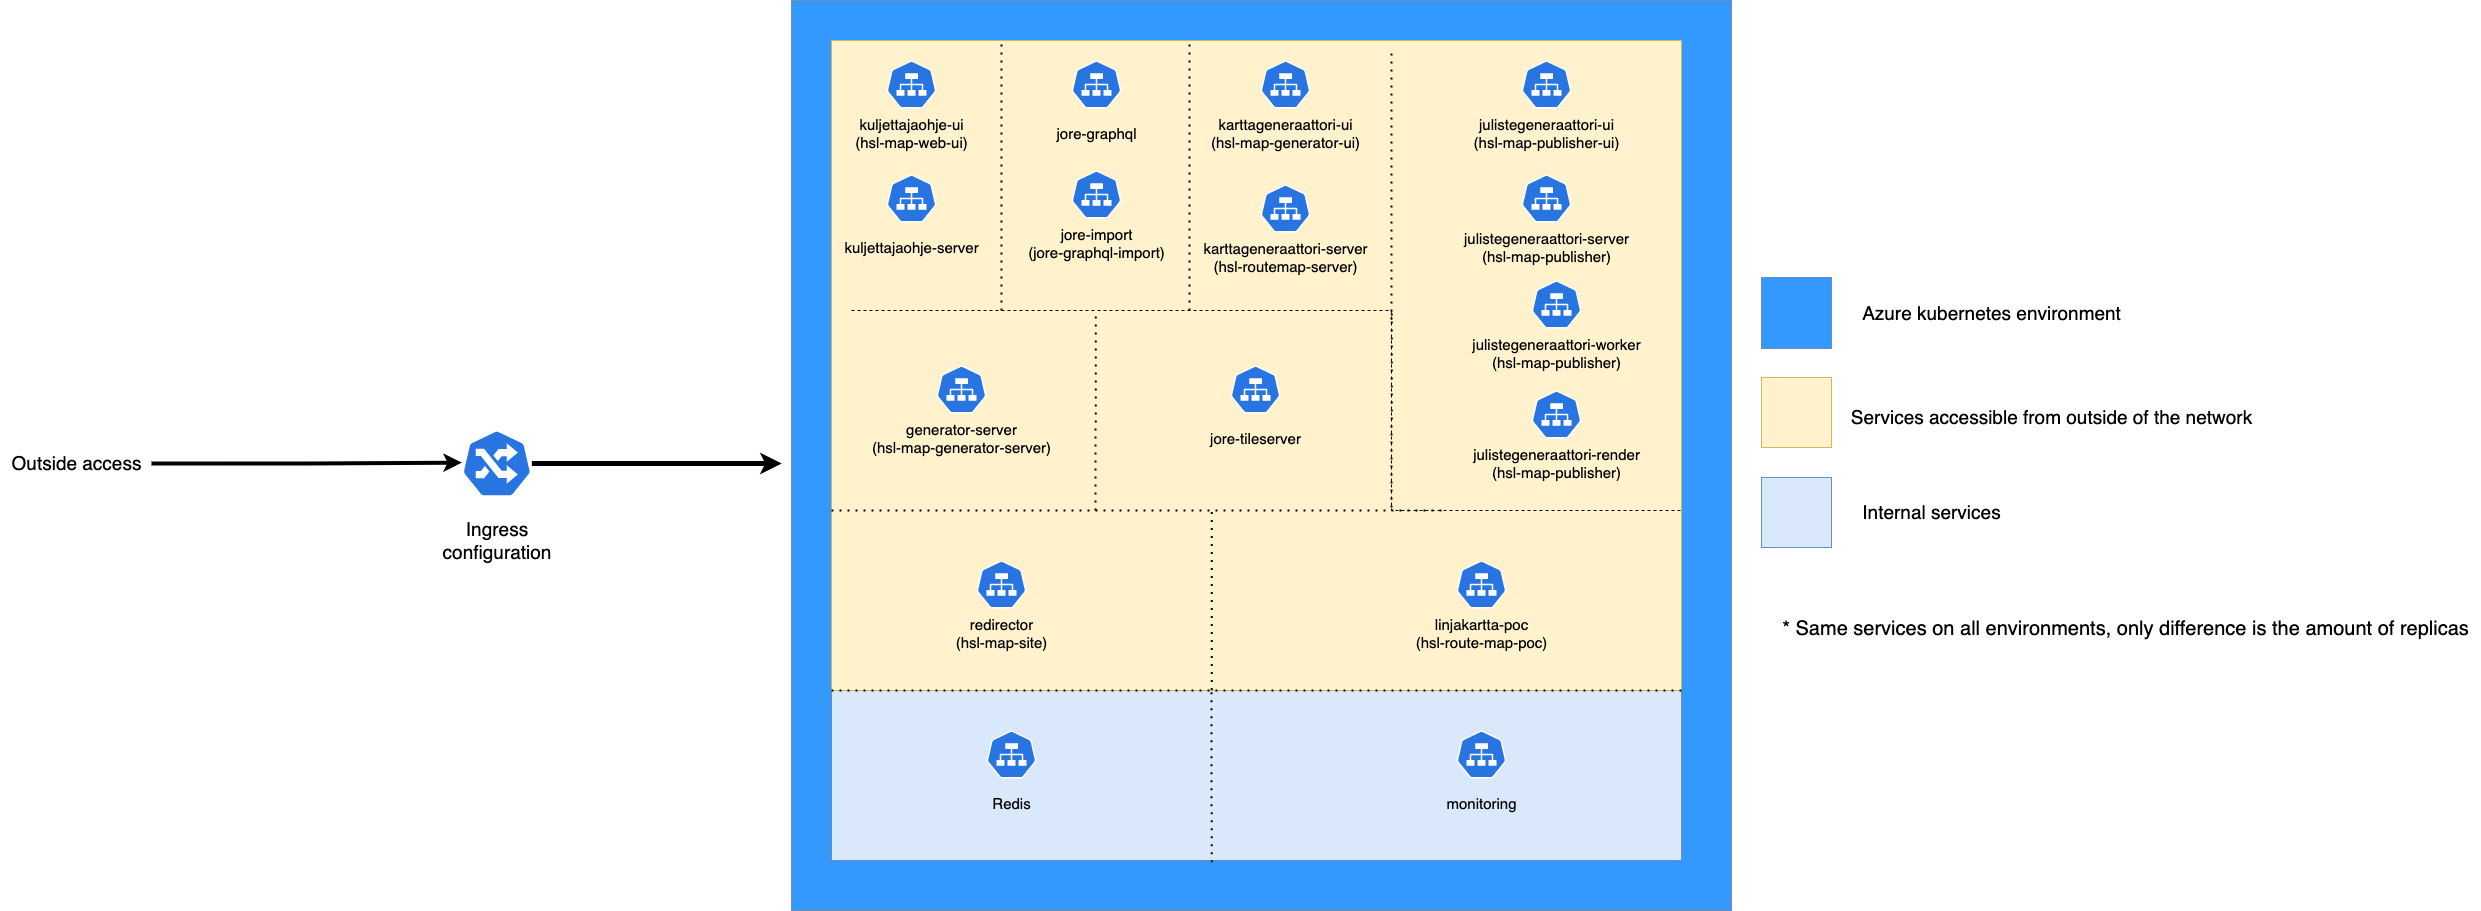 Outside access
Ingress
configuration
kuljettajaohje-ui
(hsl-map-web-ui)
kuljettajaohje-server
jore-graphql
jore-import
(jore-graphql-import)
karttageneraattori-ui
(hsl-map-generator-ui)
karttageneraattori-server
(hsl-routemap-server)
julistegeneraattori-ui
(hsl-map-publisher-ui)
julistegeneraattori-server
(hsl-map-publisher)
julistegeneraattori-worker
(hsl-map-publisher)
julistegeneraattori-render
(hsl-map-publisher)
generator-server
(hsl-map-generator-server)
jore-tileserver
redirector
(hsl-map-site)
linjakartta-poc
(hsl-route-map-poc)
Redis
monitoring
Azure kubernetes environment
Services accessible from outside of the network
Internal services
* Same services on all environments, only difference is the amount of replicas